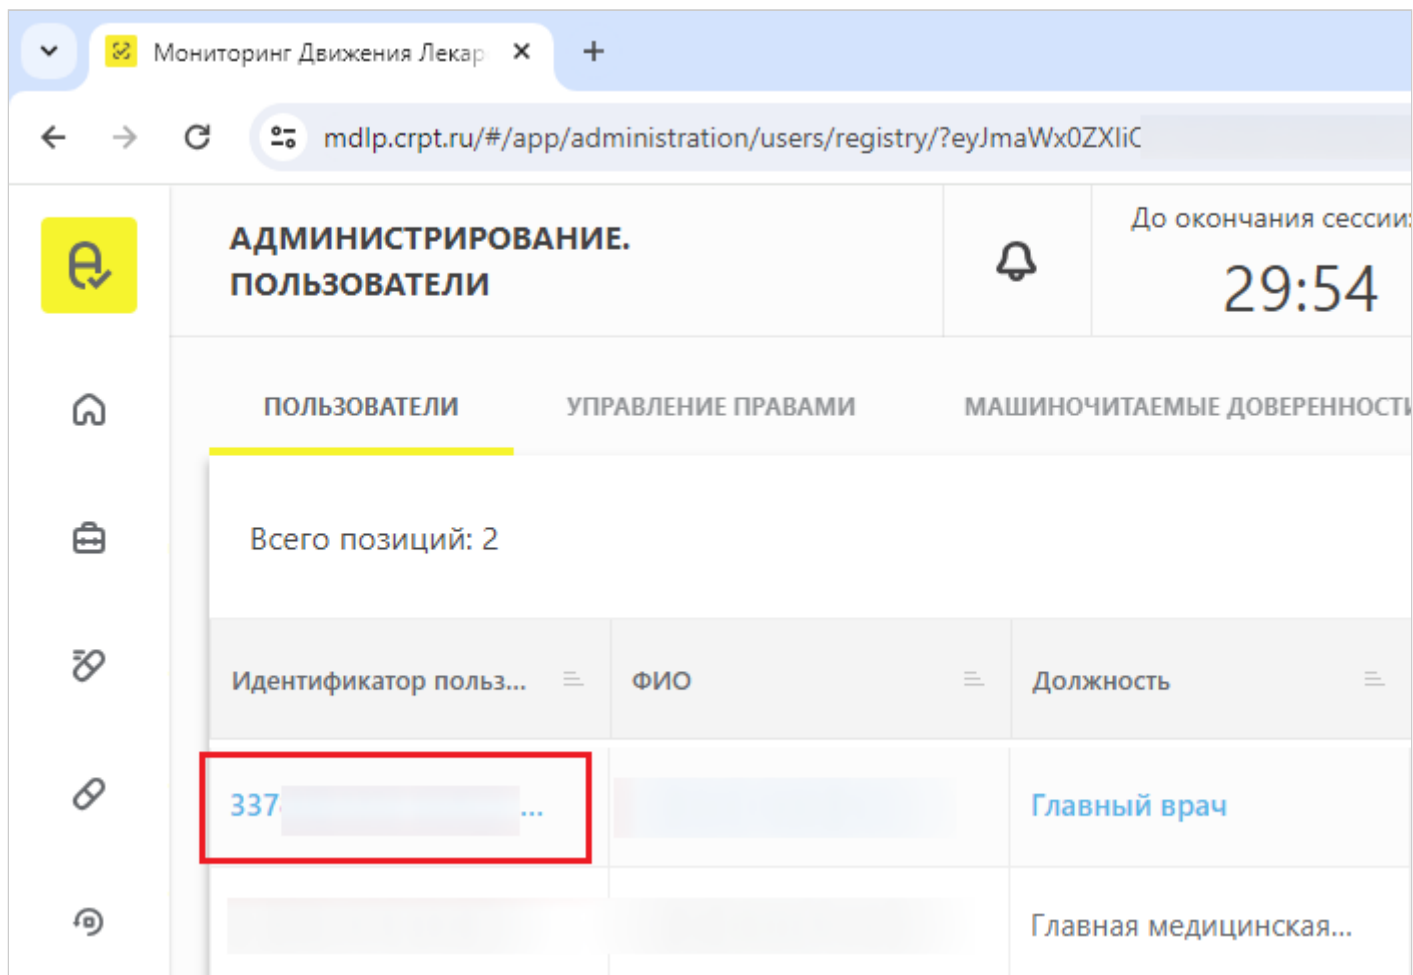 Мониторинг Движения Лекар
mdlp.crpt.ru/#/app/administration/users/registry/?eyJmaWx0ZXIiC
АДМИНИСТРИРОВАНИЕ.
ПОЛЬЗОВАТЕЛИ
До окончания сессии:
29:54
ПОЛЬЗОВАТЕЛИ УПРАВЛЕНИЕ ПРАВАМИ МАШИНОЧИТАЕМЫЕ ДОВЕРЕННОСТИ
Всего позиций: 2
Идентификатор польз... ФИО Должность
337 ... Главный врач
Главная медицинская...